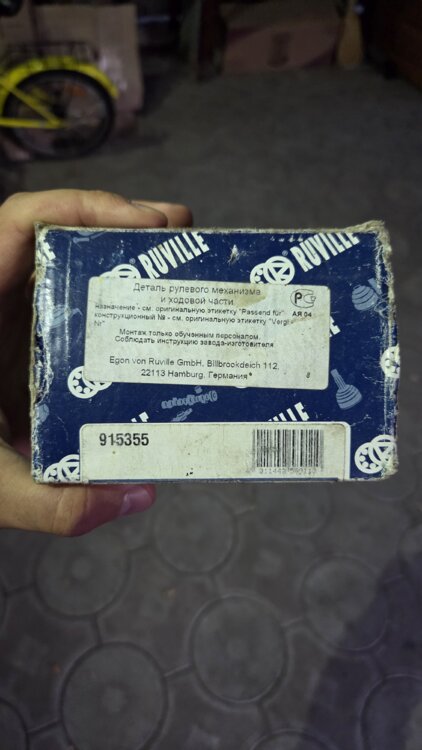 RUVILLE
RUVILLE
Деталь рулевого механизма
и ходовой части.
назначение - см. оригинальную этикетку "Passend für"
АЯ 04
конструкционный № - см. оригинальную этикетку "Vergl
Nr"
Монтаж только обученным персоналом.
Соблюдать инструкцию завода-изготовителя
Egon von Ruville GmbH, Billbrookdeich 112,
22113 Hamburg, Германия
8
915355